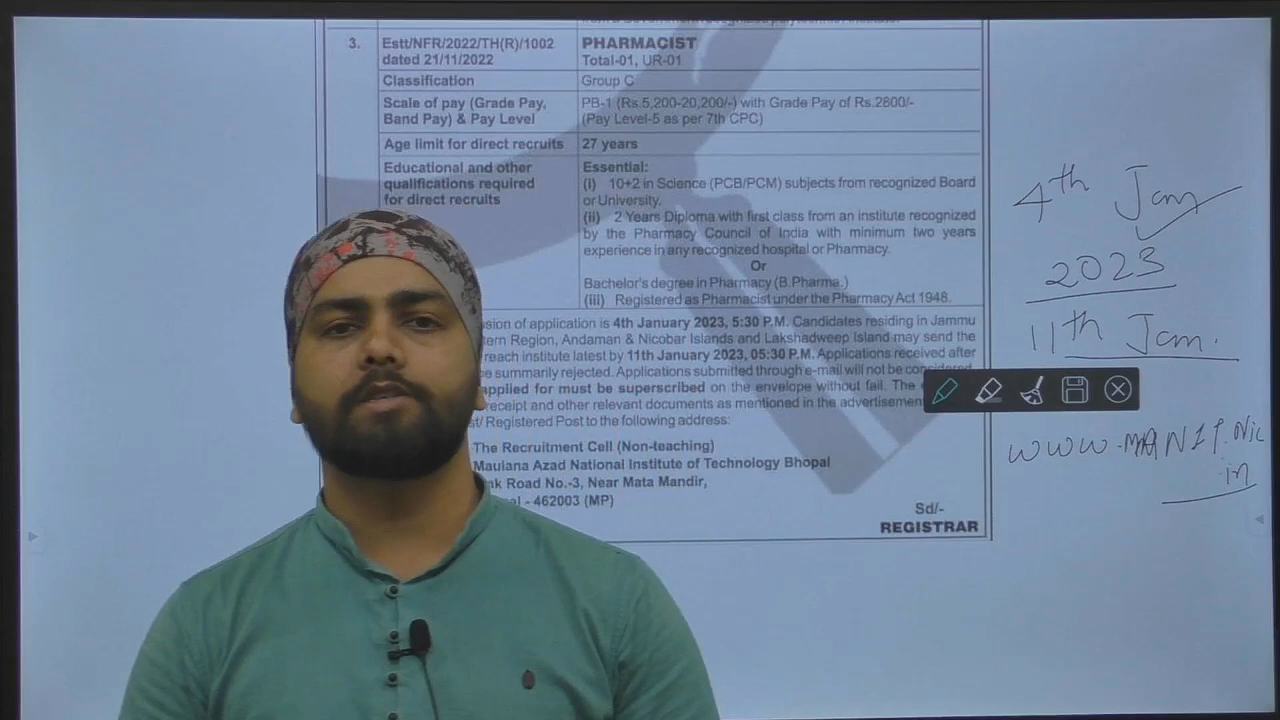 3.
Estt/NFR/2022/TH(R)/1002
dated 21/11/2022
PHARMACIST
Total-01, UR-01
Classification
Group C
Scale of pay (Grade Pay,
Band Pay) & Pay Level
PB-1 (Rs.5,200-20,200/-) with Grade Pay of Rs.2800/-
(Pay Level-5 as per 7th CPC)
Age limit for direct recruits
27 years
Educational and other
qualifications required
for direct recruits
Essential:
(i) 10+2 in Science (PCB/PCM) subjects from recognized Board
or University.
(ii) 2 Years Diploma with first class from an institute recognized
by the Pharmacy Council of India with minimum two years
experience in any recognized hospital or Pharmacy.
Or
Bachelor's degree in Pharmacy (B.Pharma.)
(iii) Registered as Pharmacist under the Pharmacy Act 1948.
of application is 4th January 2023, 5:30 P.M. Candidates residing in Jammu
Region, Andaman & Nicobar Islands and Lakshadweep Island may send the
reach institute latest by 11th January 2023, 05:30 P.M. Applications received after
summarily rejected. Applications submitted through e-mail will not be
applied for must be superscribed on the envelope without fail. The
receipt and other relevant documents as mentioned in the
Registered Post to the following address:
The Recruitment Cell (Non-teaching)
Maulana Azad National Institute of Technology Bhopal
Road No.-3, Near Mata Mandir,
- 462003 (MP)
Sd/-
REGISTRAR
4th Jan
2023
11th Jan.
www.MANIT.Nic
in